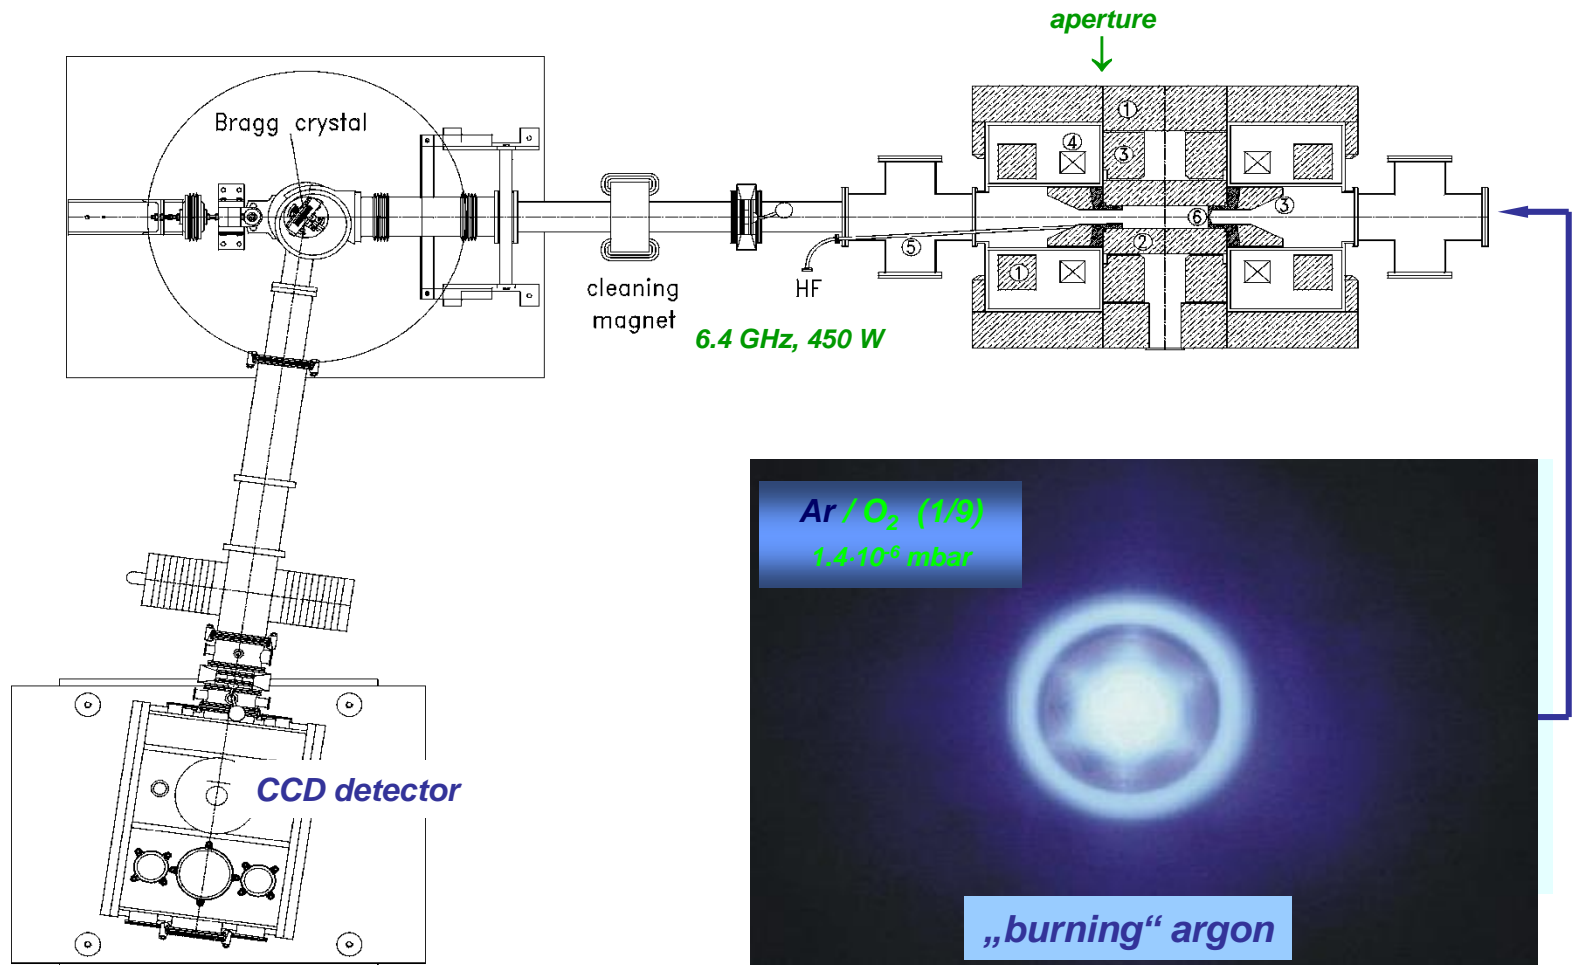 aperture
↓
Bragg crystal
①
④
③
③
⑥
⑤
②
①
HF
cleaning
magnet
6.4 GHz, 450 W
Ar / O₂ (1/9)
1.4·10⁻⁶ mbar
CCD detector
„burning“ argon